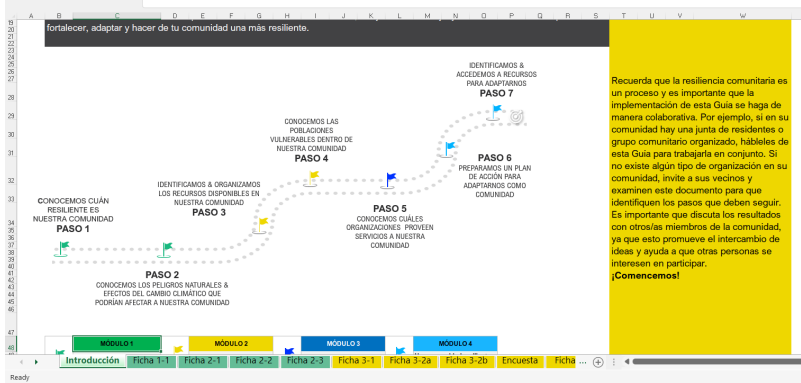 fortalecer, adaptar y hacer de tu comunidad una más resiliente.
IDENTIFICAMOS &
ACCEDEMOS A RECURSOS
PARA ADAPTARNOS
PASO 7
CONOCEMOS LAS
POBLACIONES
VULNERABLES DENTRO DE
NUESTRA COMUNIDAD
PASO 4
PASO 6
PREPARAMOS UN PLAN
DE ACCIÓN PARA
ADAPTARNOS COMO
COMUNIDAD
IDENTIFICAMOS & ORGANIZAMOS
LOS RECURSOS DISPONIBLES EN
NUESTRA COMUNIDAD
PASO 3
CONOCEMOS CUÁN
RESILIENTE ES
NUESTRA COMUNIDAD
PASO 1
PASO 5
CONOCEMOS CUÁLES
ORGANIZACIONES PROVEEN
SERVICIOS A NUESTRA
COMUNIDAD
PASO 2
CONOCEMOS LOS PELIGROS NATURALES &
EFECTOS DEL CAMBIO CLIMÁTICO QUE
PODRÍAN AFECTAR A NUESTRA COMUNIDAD
Recuerda que la resiliencia comunitaria es
un proceso y es importante que la
implementación de esta Guia se haga de
manera colaborativa. Por ejemplo, si en su
comunidad hay una junta de residentes o
grupo comunitario organizado, hábleles de
esta Guia para trabajarla en conjunto. Si
no existe algún tipo de organización en su
comunidad, invite a sus vecinos y
examinen este documento para que
identifiquen los pasos que deben seguir.
Es importante que discuta los resultados
con otros/as miembros de la comunidad,
ya que esto promueve el intercambio de
ideas y ayuda a que otras personas se
interesen en participar.
¡Comencemos!
MÓDULO 1 MÓDULO 2 MÓDULO 3 MÓDULO 4
Introducción Ficha 1-1 Ficha 2-1 Ficha 2-2 Ficha 2-3 Ficha 3-1 Ficha 3-2a Ficha 3-2b Encuesta Ficha ...
Ready